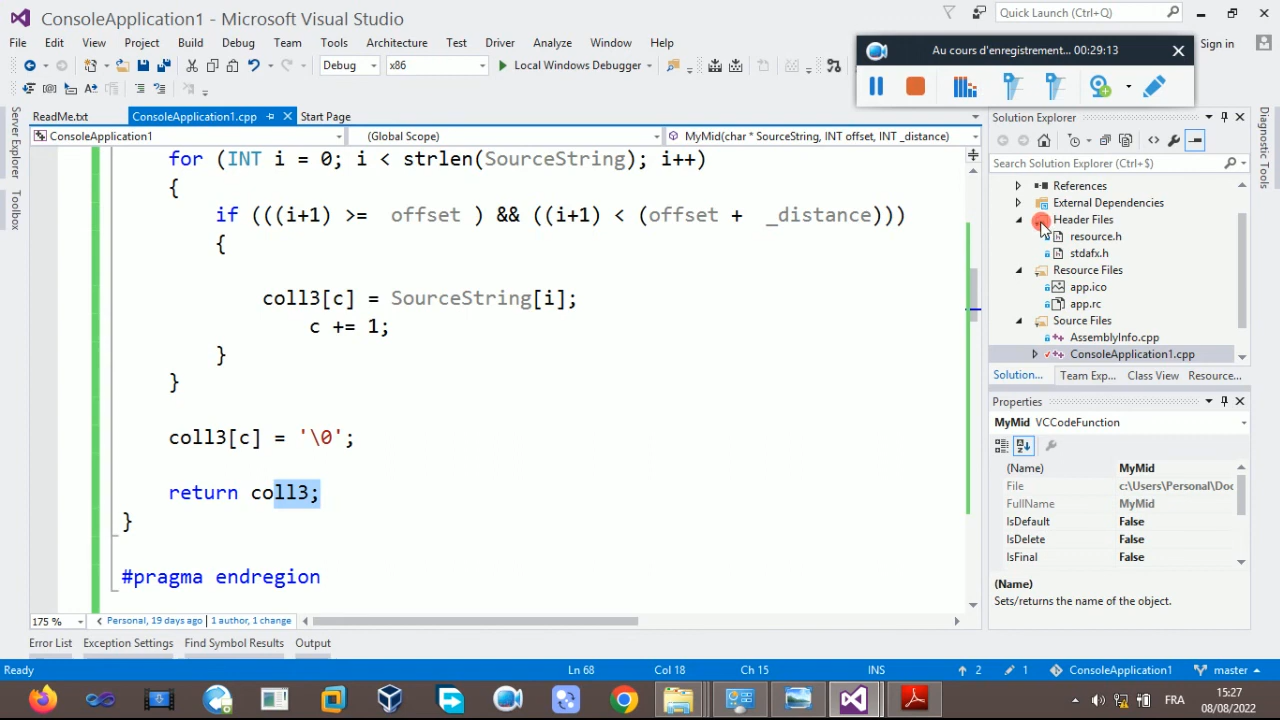 ConsoleApplication1 - Microsoft Visual Studio
Quick Launch (Ctrl+Q)
File Edit View Project Build Debug Team Tools Architecture Test Driver Analyze Window Help
Sign in
Au cours d'enregistrement... 00:29:13
Debug x86 Local Windows Debugger
ReadMe.txt ConsoleApplication1.cpp Start Page
ConsoleApplication1 (Global Scope) MyMid(char * SourceString, INT offset, INT _distance)
Server Explorer
Toolbox
for (INT i = 0; i < strlen(SourceString); i++)
{
if (((i+1) >= offset ) && ((i+1) < (offset + _distance)))
{
coll3[c] = SourceString[i];
c += 1;
}
}
coll3[c] = '\0';
return coll3;
}
#pragma endregion
175 % Personal, 19 days ago | 1 author, 1 change
Error List Exception Settings Find Symbol Results Output
Solution Explorer
Search Solution Explorer (Ctrl+$)
References
External Dependencies
Header Files
resource.h
stdafx.h
Resource Files
app.ico
app.rc
Source Files
AssemblyInfo.cpp
ConsoleApplication1.cpp
Solution... Team Exp... Class View Resource...
Properties
MyMid VCCodeFunction
(Name) MyMid
File c:\Users\Personal\Doc
FullName MyMid
IsDefault False
IsDelete False
IsFinal False
(Name)
Sets/returns the name of the object.
Diagnostic Tools
Ready Ln 68 Col 18 Ch 15 INS 2 1 ConsoleApplication1 master
FRA 15:27
08/08/2022